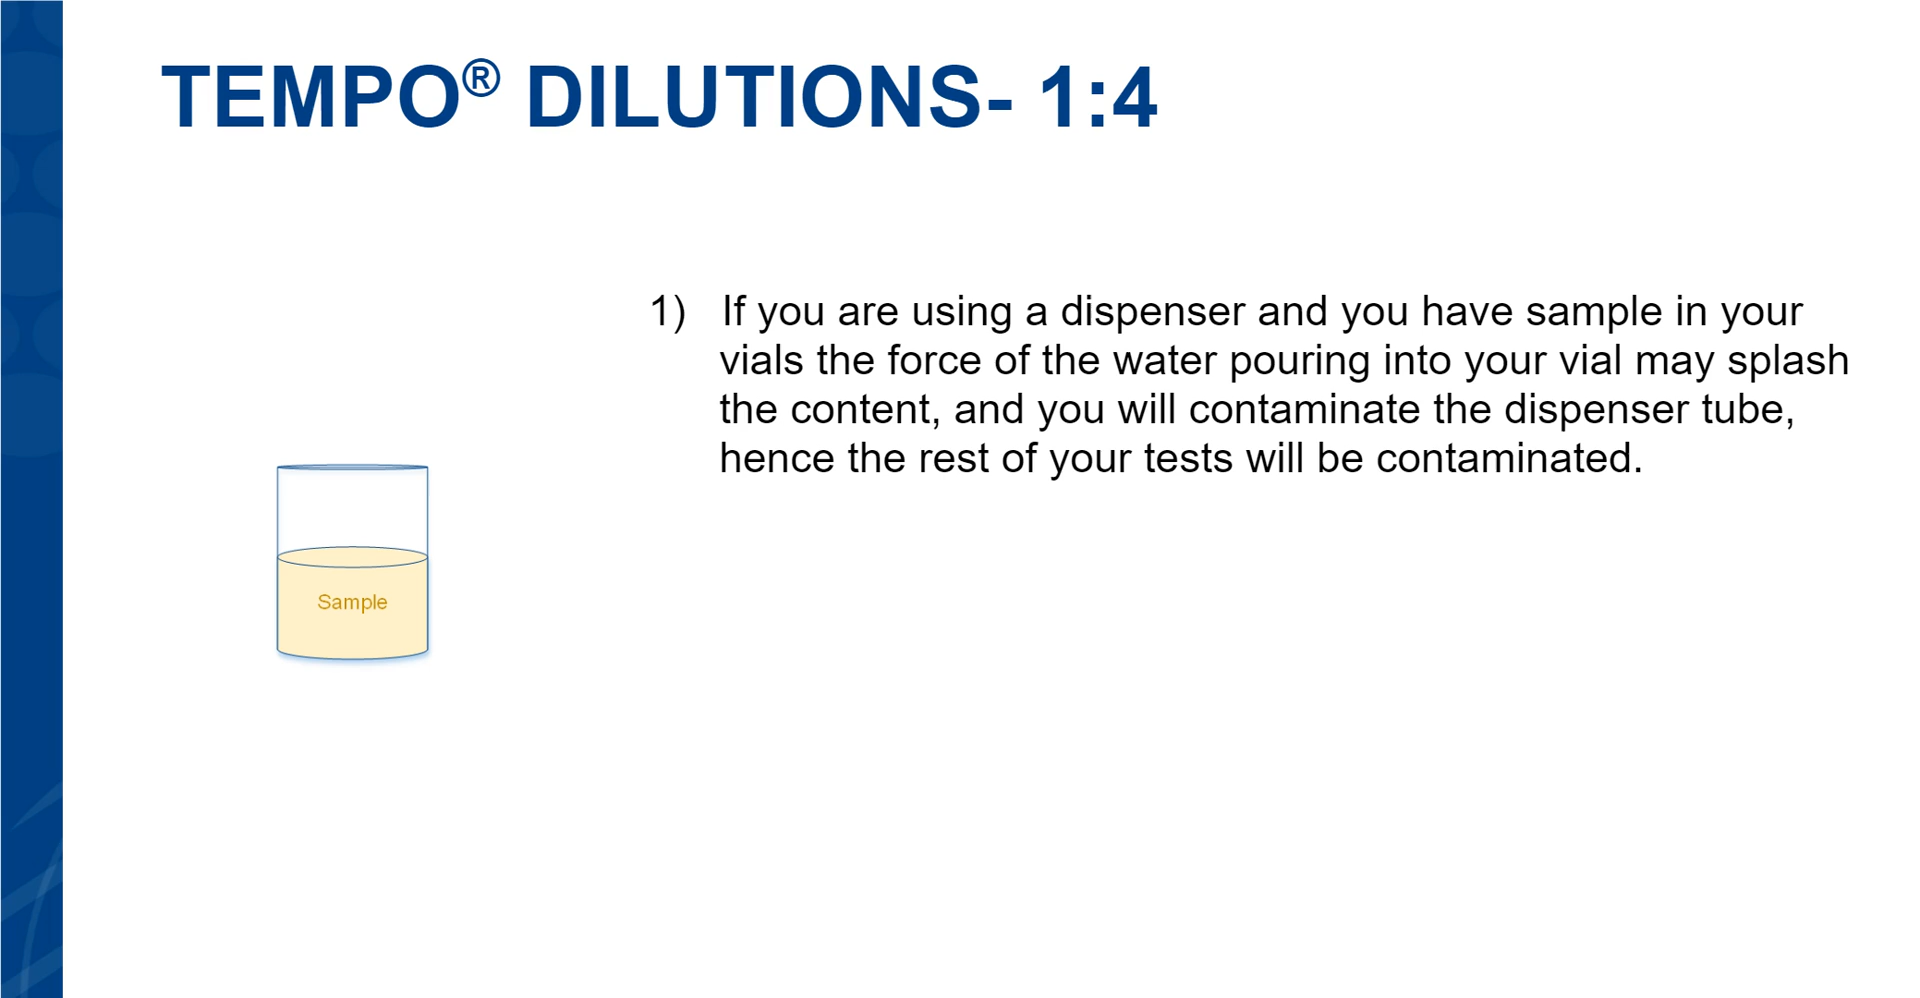 TEMPO® DILUTIONS- 1:4
1) If you are using a dispenser and you have sample in your
vials the force of the water pouring into your vial may splash
the content, and you will contaminate the dispenser tube,
hence the rest of your tests will be contaminated.
Sample